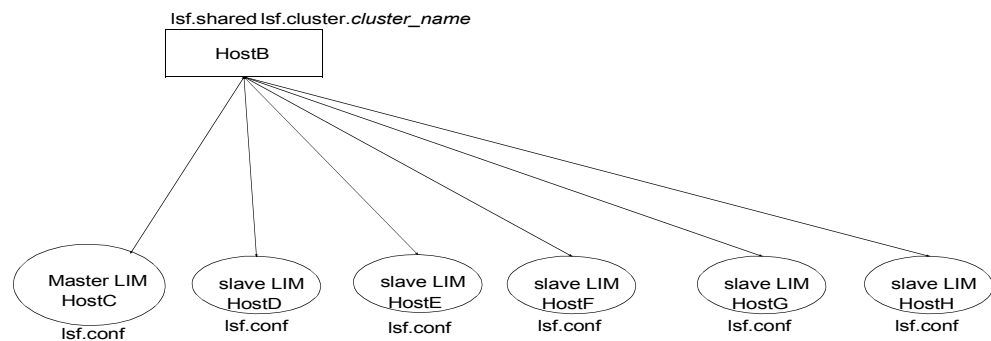 lsf.shared lsf.cluster.cluster_name
HostB
Master LIM
HostC
lsf.conf
slave LIM
HostD
lsf.conf
slave LIM
HostE
lsf.conf
slave LIM
HostF
lsf.conf
slave LIM
HostG
lsf.conf
slave LIM
HostH
lsf.conf